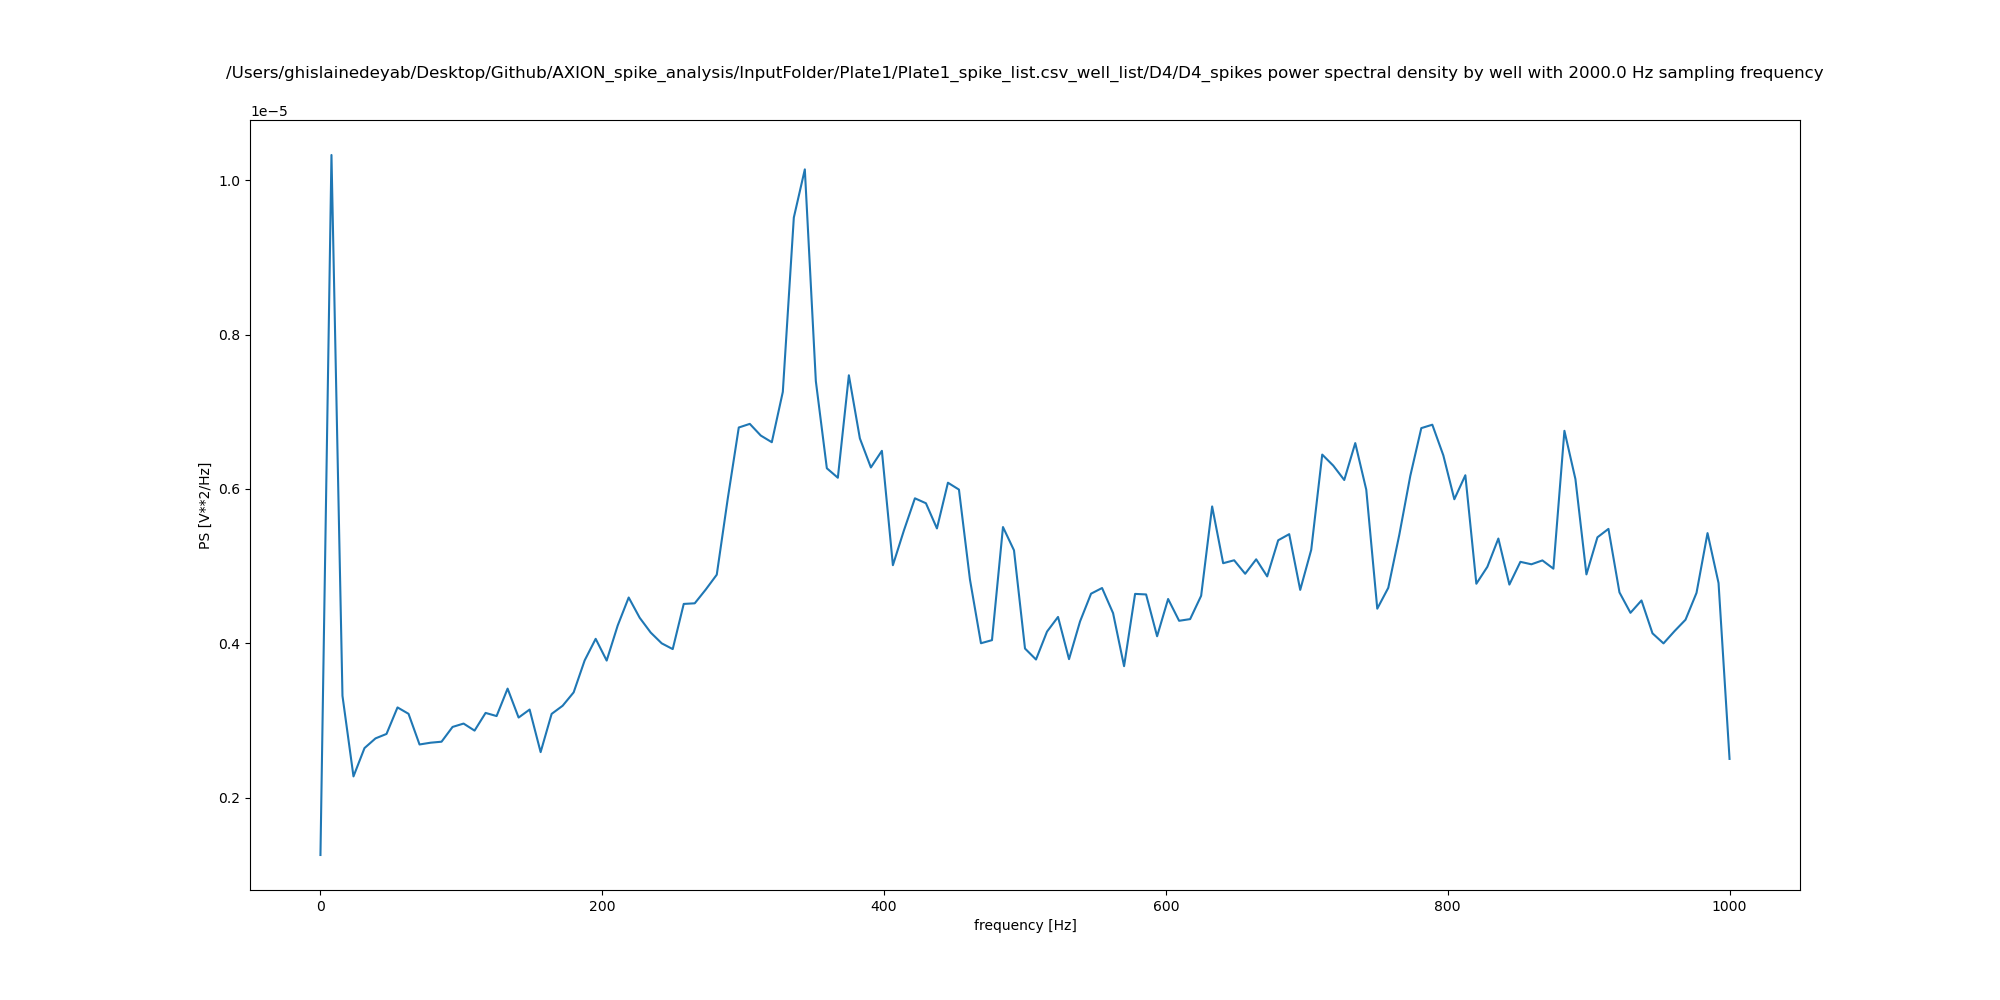 /Users/ghislainedeyab/Desktop/Github/AXION_spike_analysis/InputFolder/Plate1/Plate1_spike_list.csv_well_list/D4/D4_spikes power spectral density by well with 2000.0 Hz sampling frequency
1e−5
1.0
0.8
0.6
0.4
0.2
PS [V**2/Hz]
0 200 400 600 800 1000
frequency [Hz]